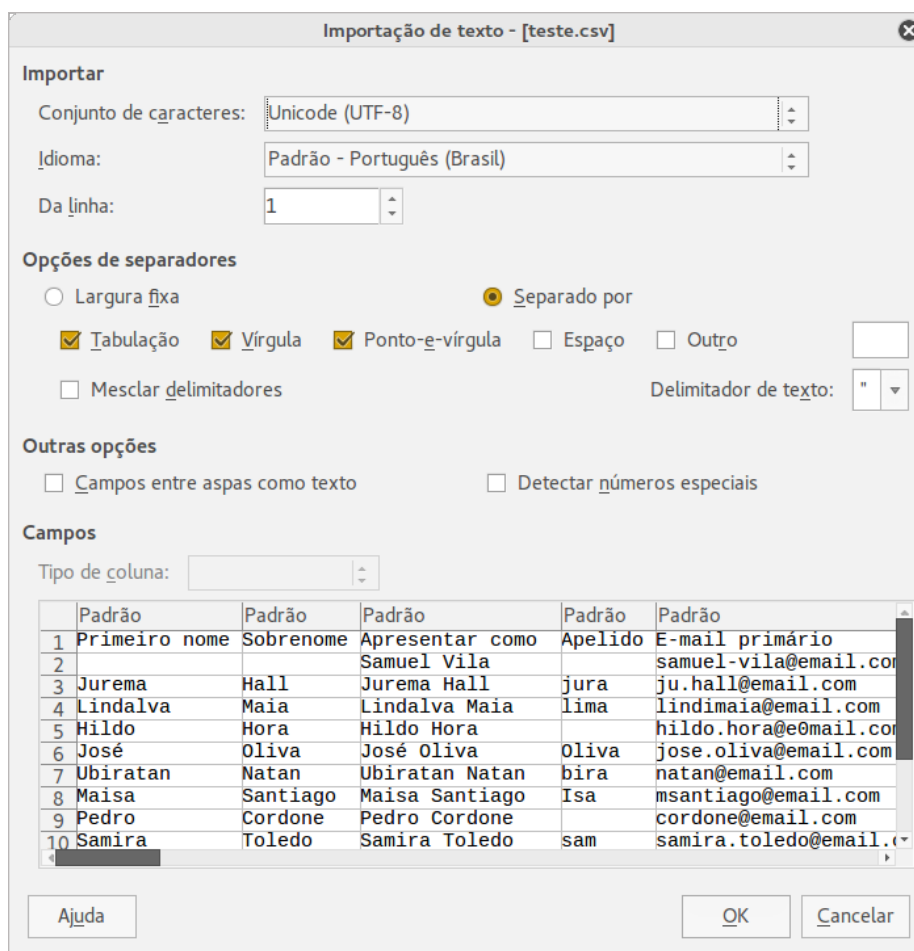 Importação de texto - [teste.csv]
Importar
Conjunto de caracteres: Unicode (UTF-8)
Idioma: Padrão - Português (Brasil)
Da linha: 1
Opções de separadores
Largura fixa Separado por
Tabulação Vírgula Ponto-e-vírgula Espaço Outro
Mesclar delimitadores Delimitador de texto: "
Outras opções
Campos entre aspas como texto Detectar números especiais
Campos
Tipo de coluna:
Padrão Padrão Padrão Padrão Padrão
1 Primeiro nome Sobrenome Apresentar como Apelido E-mail primário
2 Samuel Vila samuel-vila@email.com
3 Jurema Hall Jurema Hall jura ju.hall@email.com
4 Lindalva Maia Lindalva Maia lima lindimaia@email.com
5 Hildo Hora Hildo Hora hildo.hora@e0mail.com
6 José Oliva José Oliva Oliva jose.oliva@email.com
7 Ubiratan Natan Ubiratan Natan bira natan@email.com
8 Maisa Santiago Maisa Santiago Isa msantiago@email.com
9 Pedro Cordone Pedro Cordone cordone@email.com
10 Samira Toledo Samira Toledo sam samira.toledo@email.
Ajuda OK Cancelar